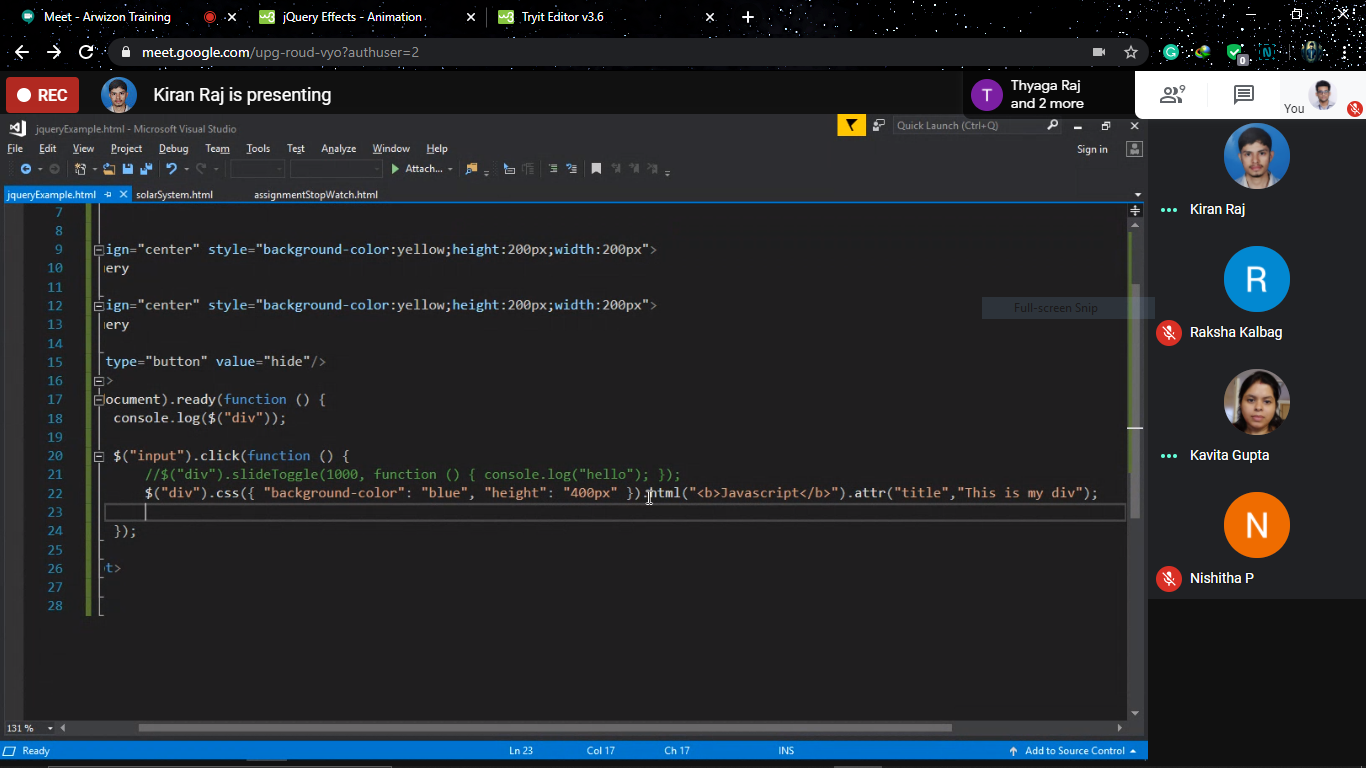 Meet - Arwizon Training
jQuery Effects - Animation
Tryit Editor v3.6
meet.google.com/upg-roud-vyo?authuser=2
0
REC
Kiran Raj is presenting
T
Thyaga Raj
and 2 more
9
You
jqueryExample.html - Microsoft Visual Studio
Quick Launch (Ctrl+Q)
File Edit View Project Debug Team Tools Test Analyze Window Help
Sign in
Attach...
jqueryExample.html solarSystem.html assignmentStopWatch.html
7
8
9 ign="center" style="background-color:yellow;height:200px;width:200px">
10 ery
11
12 ign="center" style="background-color:yellow;height:200px;width:200px">
13 ery
14
15 type="button" value="hide"/>
16 >
17 ocument).ready(function () {
18 console.log($("div"));
19
20 $("input").click(function () {
21 //$("div").slideToggle(1000, function () { console.log("hello"); });
22 $("div").css({ "background-color": "blue", "height": "400px" }).html("<b>Javascript</b>").attr("title","This is my div");
23
24 });
25
26 t>
27
28
Full-screen Snip
131 %
Ready Ln 23 Col 17 Ch 17 INS Add to Source Control
Kiran Raj
R
Raksha Kalbag
Kavita Gupta
N
Nishitha P